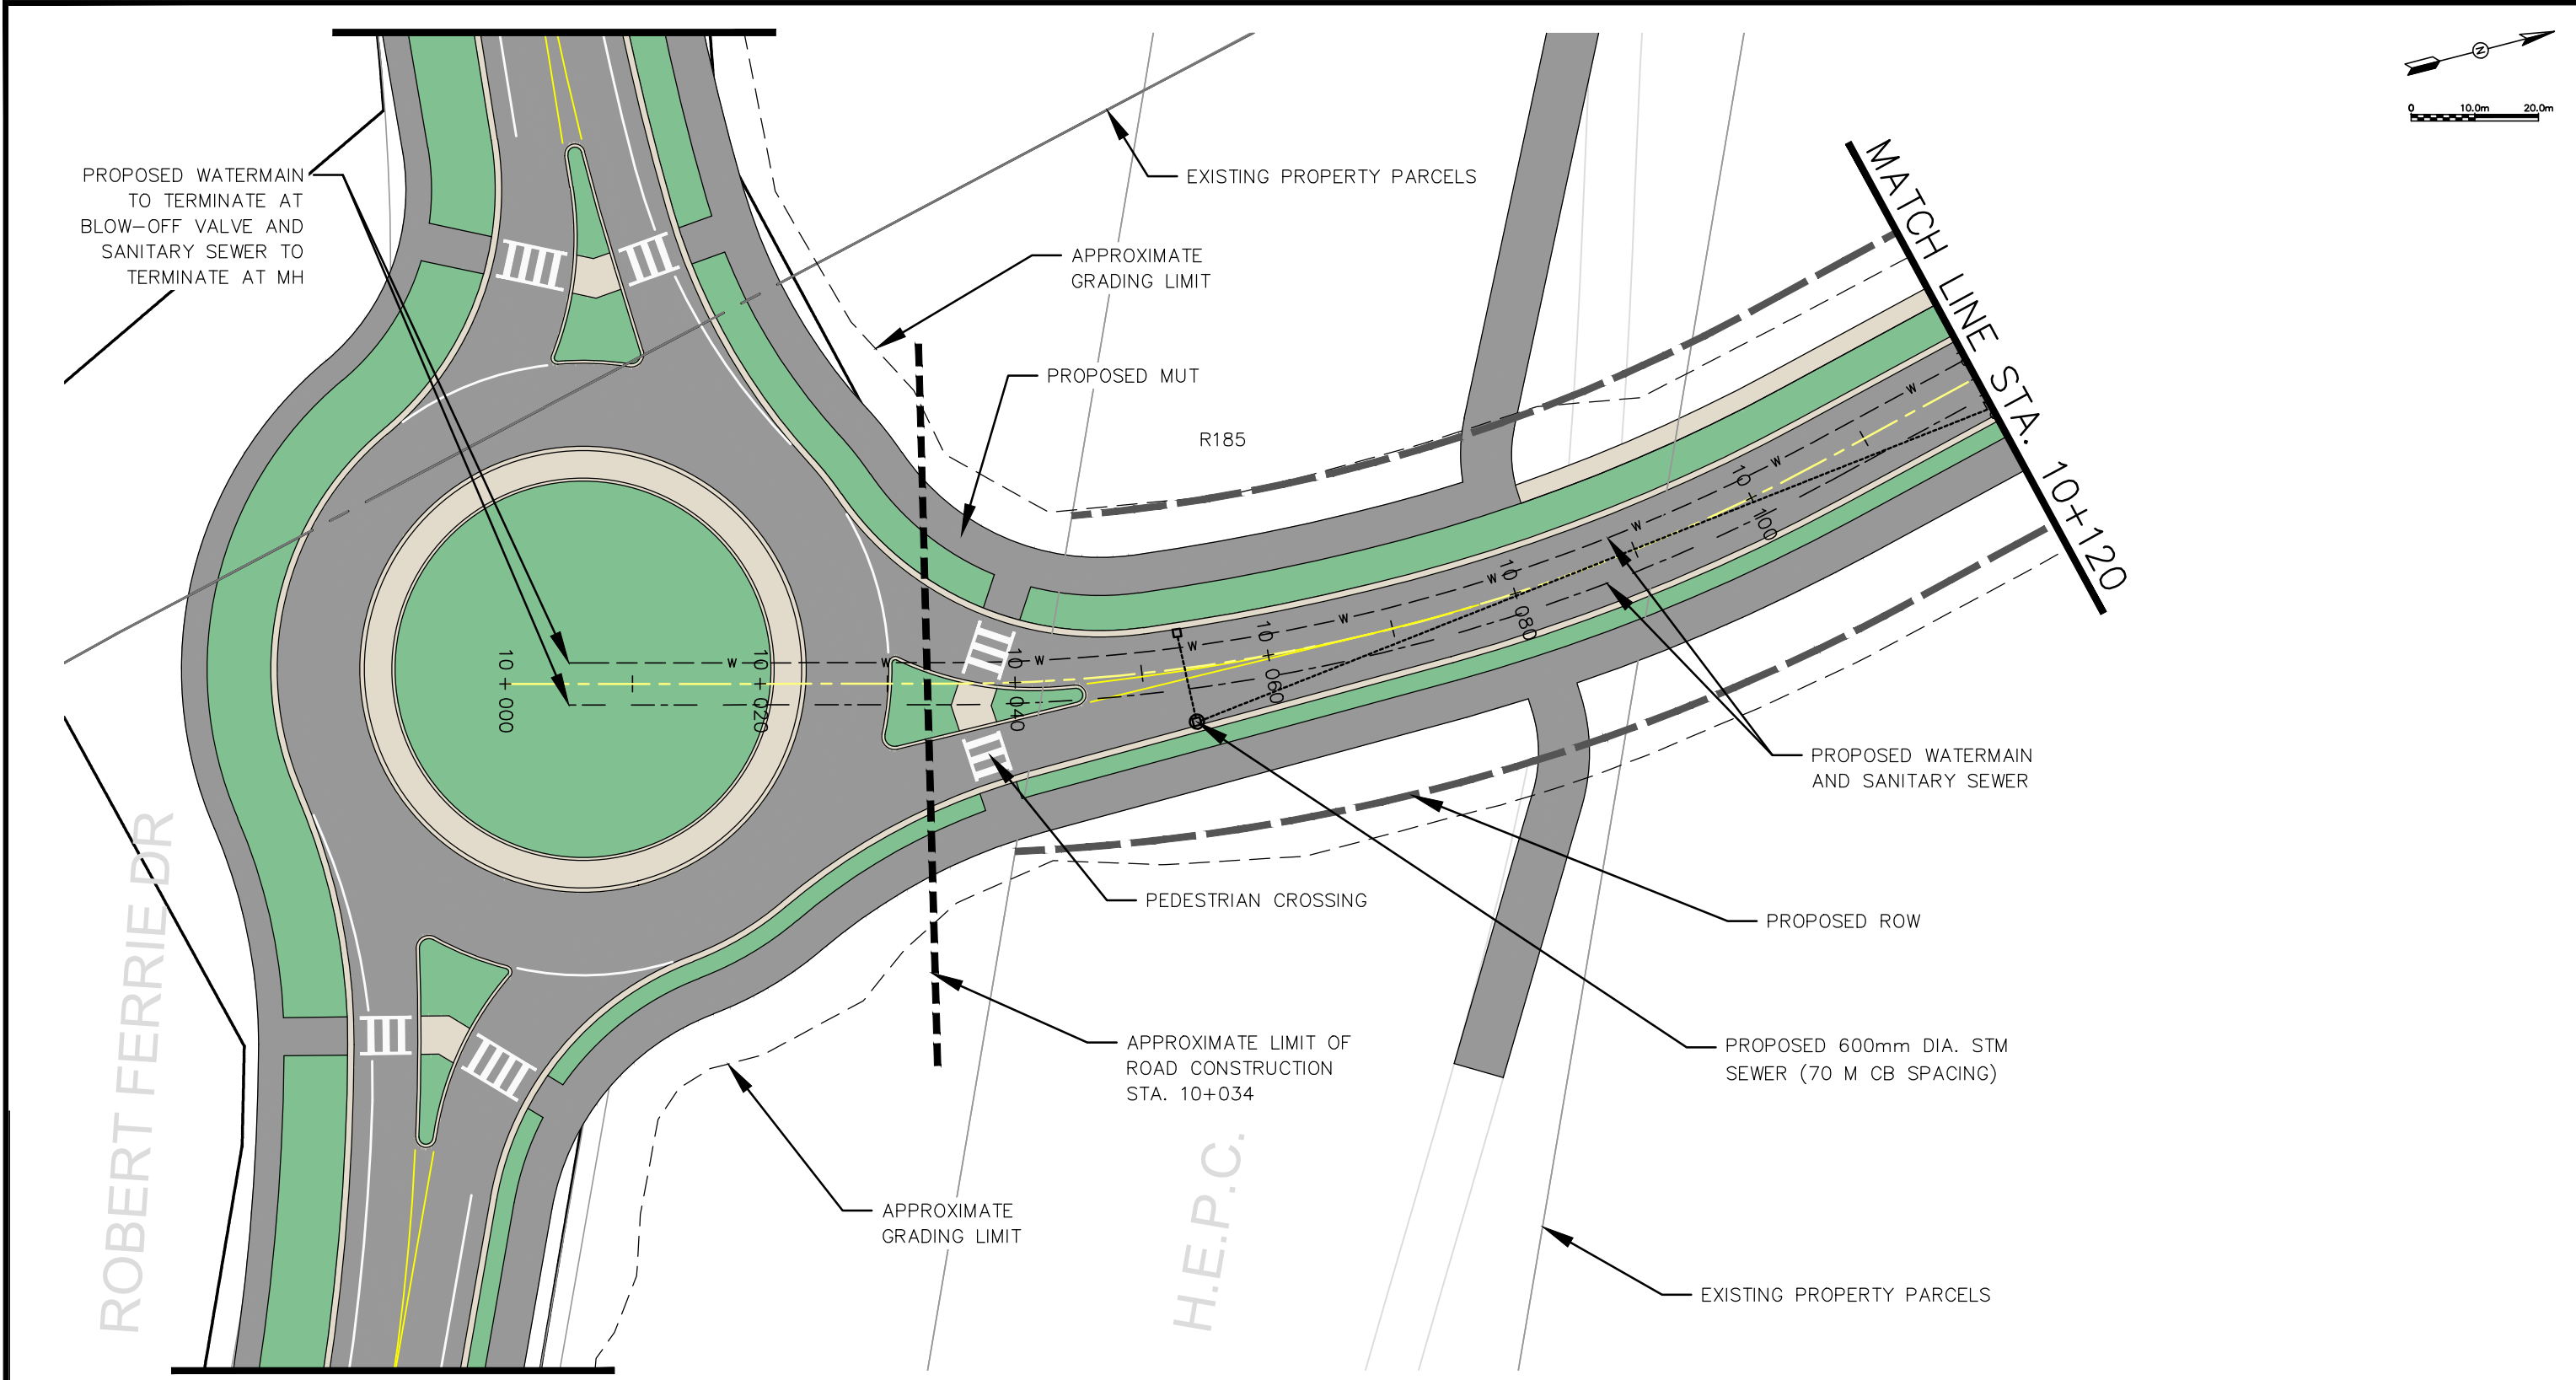 N
0 10.0m 20.0m
PROPOSED WATERMAIN
TO TERMINATE AT
BLOW-OFF VALVE AND
SANITARY SEWER TO
TERMINATE AT MH
EXISTING PROPERTY PARCELS
APPROXIMATE
GRADING LIMIT
PROPOSED MUT
R185
MATCH LINE STA. 10+120
W
W
W
W
W
W
W
W
W
10+000
10+020
10+040
10+060
10+080
10+100
PROPOSED WATERMAIN
AND SANITARY SEWER
PEDESTRIAN CROSSING
PROPOSED ROW
APPROXIMATE LIMIT OF
ROAD CONSTRUCTION
STA. 10+034
PROPOSED 600mm DIA. STM
SEWER (70 M CB SPACING)
APPROXIMATE
GRADING LIMIT
EXISTING PROPERTY PARCELS
ROBERT FERRIE DR
H.E.P.C.